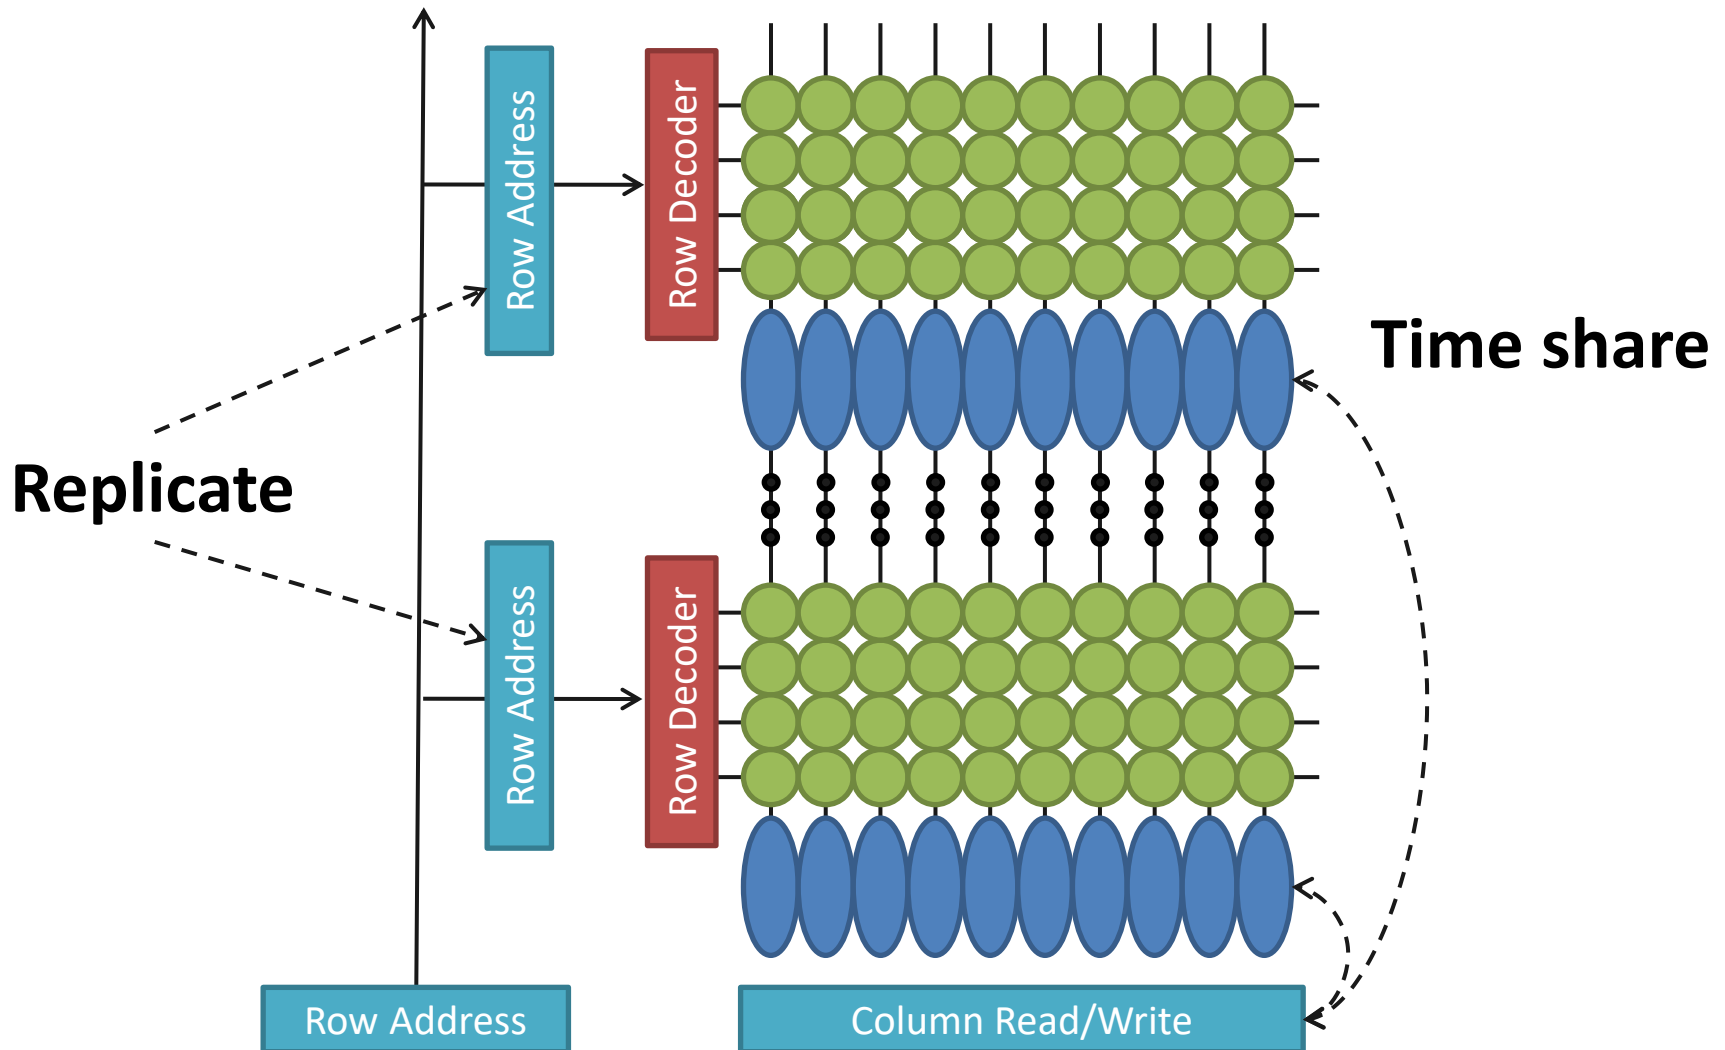 Row Address
Row Decoder
Time share
Replicate
Row Address
Row Decoder
Row Address
Column Read/Write